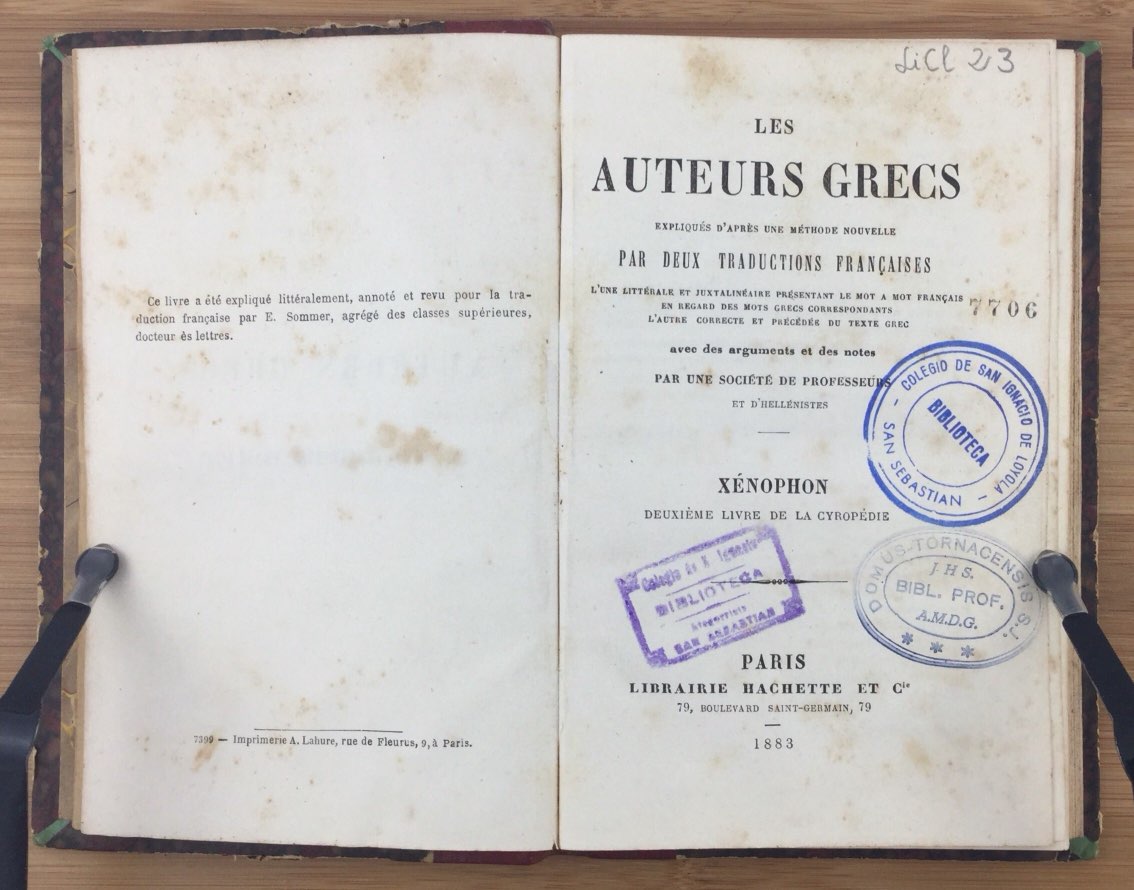 Ce livre a été expliqué littéralement, annoté et revu pour la tra-
duction française par E. Sommer, agrégé des classes supérieures,
docteur ès lettres.
7399 — Imprimerie A. Lahure, rue de Fleurus, 9, à Paris.
LiCl 23
LES
AUTEURS GRECS
EXPLIQUÉS D'APRÈS UNE MÉTHODE NOUVELLE
PAR DEUX TRADUCTIONS FRANÇAISES
L'UNE LITTÉRALE ET JUXTALINÉAIRE PRÉSENTANT LE MOT A MOT FRANÇAIS
EN REGARD DES MOTS GRECS CORRESPONDANTS
L'AUTRE CORRECTE ET PRÉCÉDÉE DU TEXTE GREC
7706
avec des arguments et des notes
PAR UNE SOCIÉTÉ DE PROFESSEURS
ET D'HELLÉNISTES
COLEGIO DE SAN IGNACIO DE LOYOLA
BIBLIOTECA
— SAN SEBASTIAN —
XÉNOPHON
DEUXIÈME LIVRE DE LA CYROPÉDIE
Colegio de S. Ignacio
BIBLIOTECA
SAN SEBASTIAN
DOMUS-TORNACENSIS S.J.
JHS.
BIBL. PROF.
A.M.D.G.
* * *
PARIS
LIBRAIRIE HACHETTE ET Cie
79, BOULEVARD SAINT-GERMAIN, 79
1883